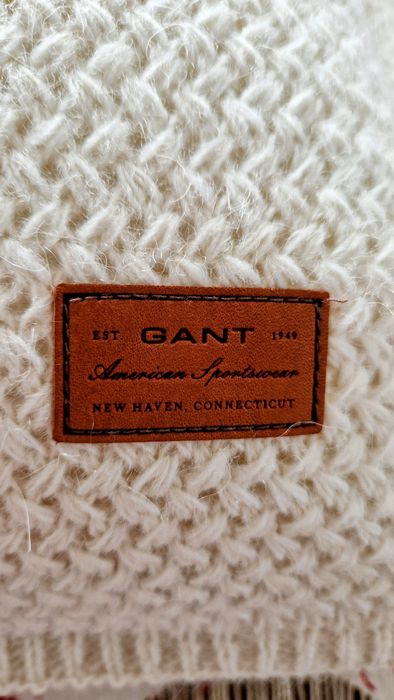 EST. GANT 1949
American Sportswear
NEW HAVEN, CONNECTICUT